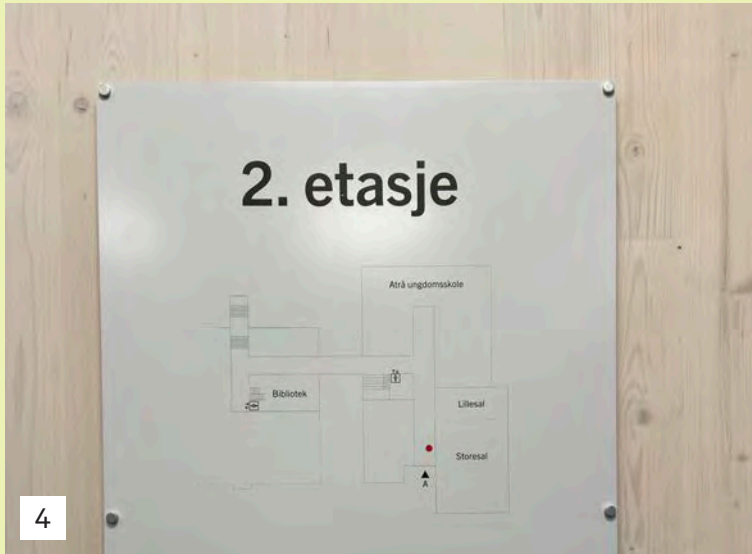 2. etasje
Atrå ungdomsskole
Bibliotek
Lillesal
Storesal
A
4